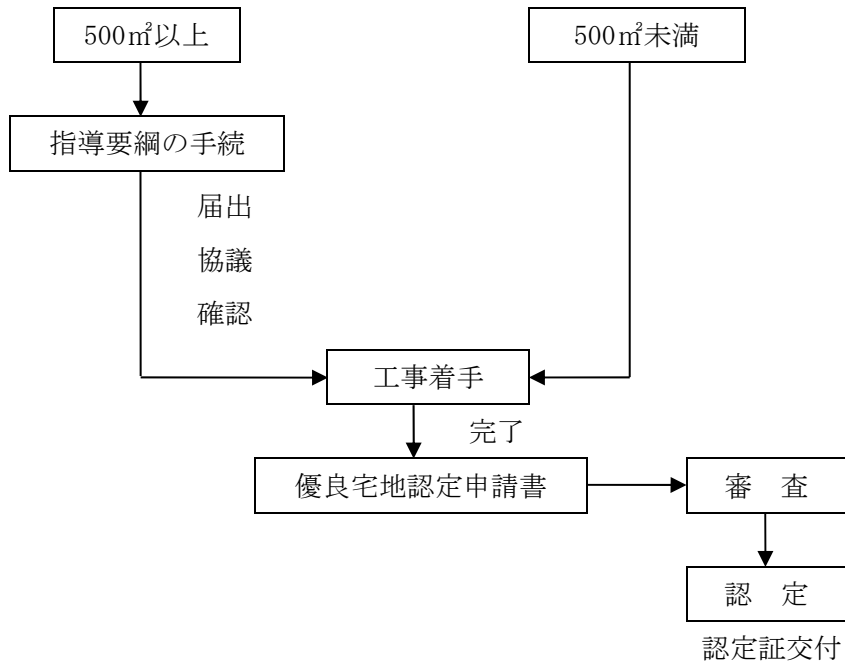 500㎡以上
500㎡未満
指導要綱の手続
届出
協議
確認
工事着手
完了
優良宅地認定申請書
審　査
認　定
認定証交付